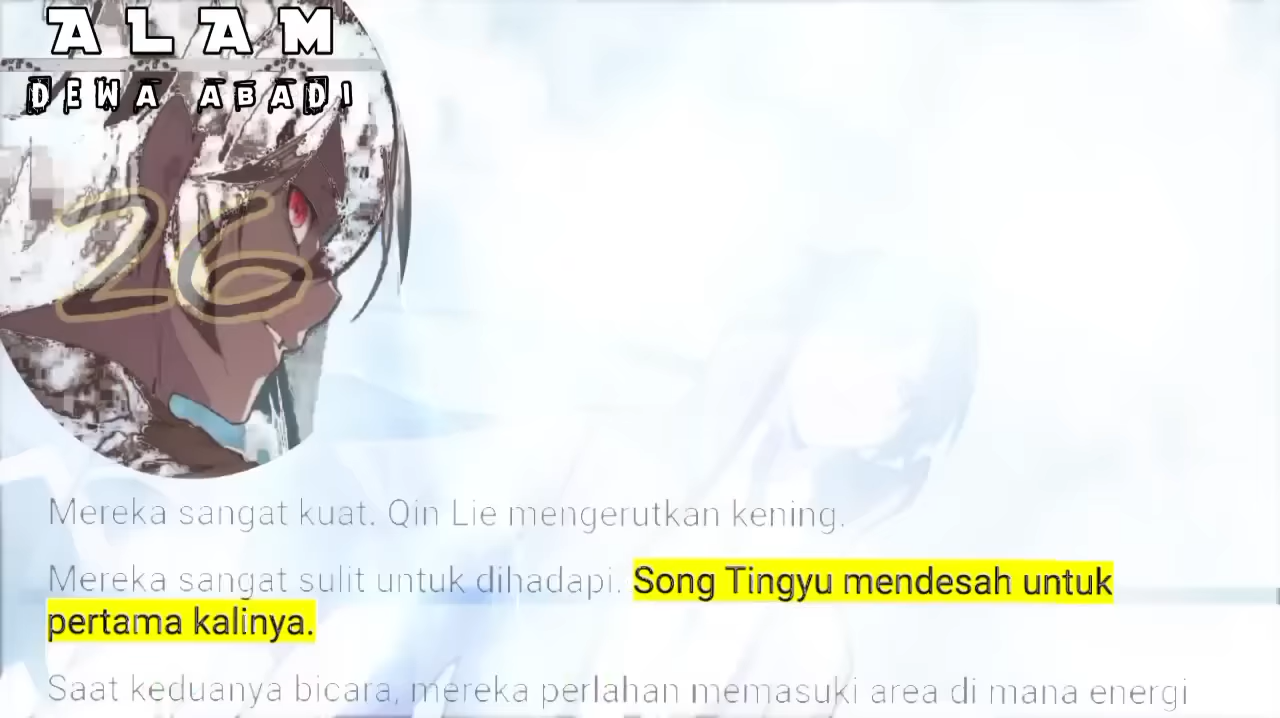 ALAM
DEWA ABADI
26
Mereka sangat kuat. Qin Lie mengerutkan kening.
Mereka sangat sulit untuk dihadapi. Song Tingyu mendesah untuk
pertama kalinya.
Saat keduanya bicara, mereka perlahan memasuki area di mana energi